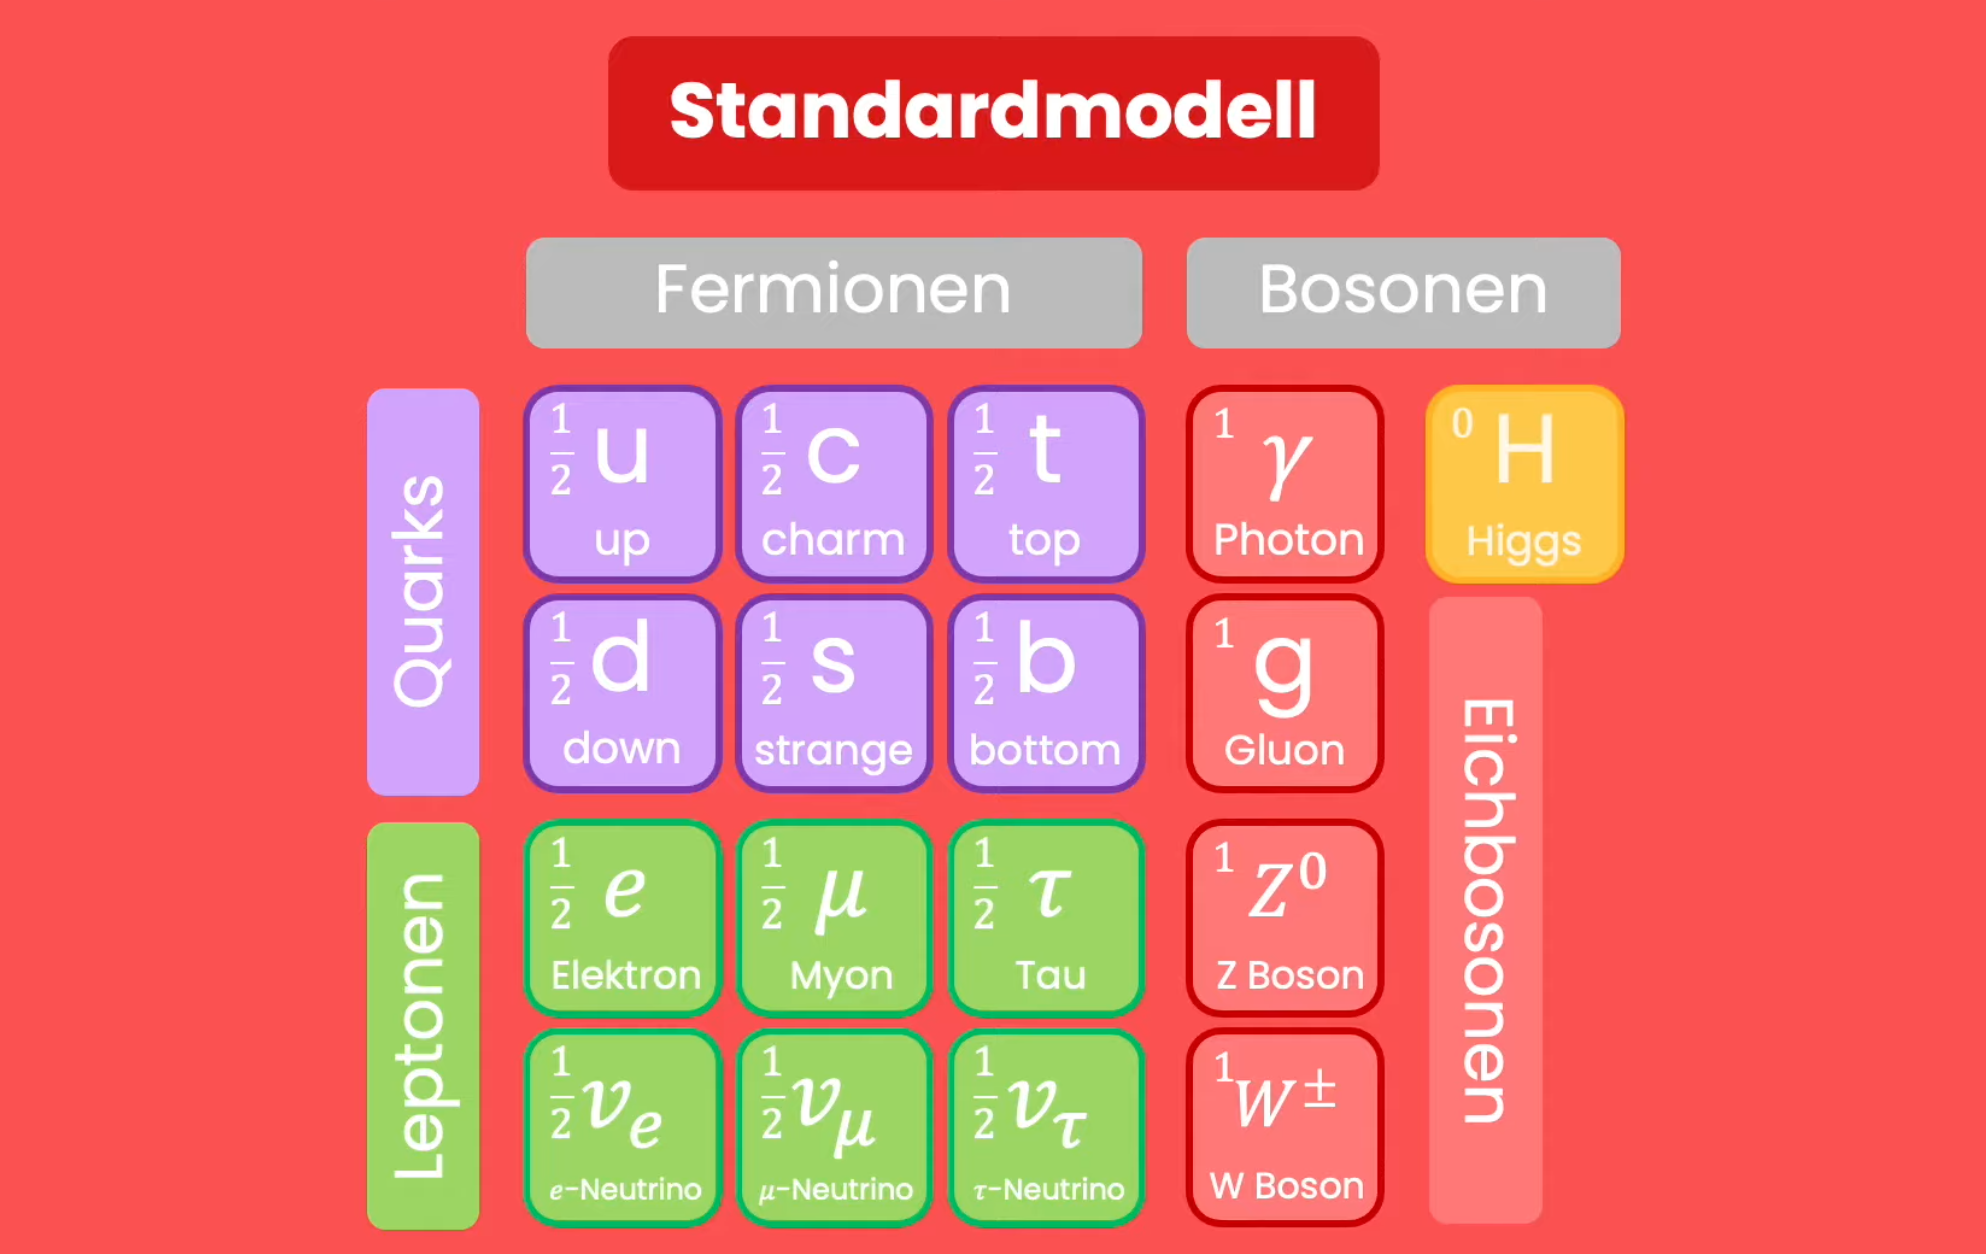 Standardmodell
Fermionen
Bosonen
Quarks
1/2 u
up
1/2 c
charm
1/2 t
top
1 γ
Photon
0 H
Higgs
1/2 d
down
1/2 s
strange
1/2 b
bottom
1 g
Gluon
Eichbosonen
Leptonen
1/2 e
Elektron
1/2 μ
Myon
1/2 τ
Tau
1 Z⁰
Z Boson
1/2 νₑ
e-Neutrino
1/2 ν_μ
μ-Neutrino
1/2 ν_τ
τ-Neutrino
1 W±
W Boson